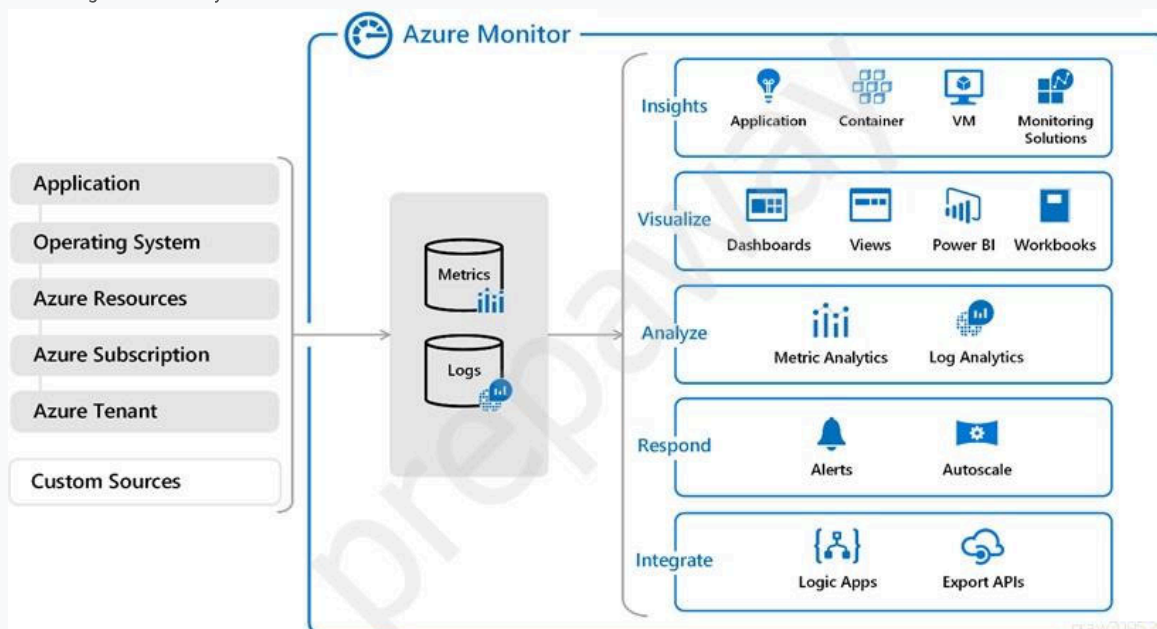 Azure Monitor
Application
Operating System
Azure Resources
Azure Subscription
Azure Tenant
Custom Sources
Metrics
Logs
Insights
Application
Container
VM
Monitoring
Solutions
Visualize
Dashboards
Views
Power BI
Workbooks
Analyze
Metric Analytics
Log Analytics
Respond
Alerts
Autoscale
Integrate
Logic Apps
Export APIs
prepaway